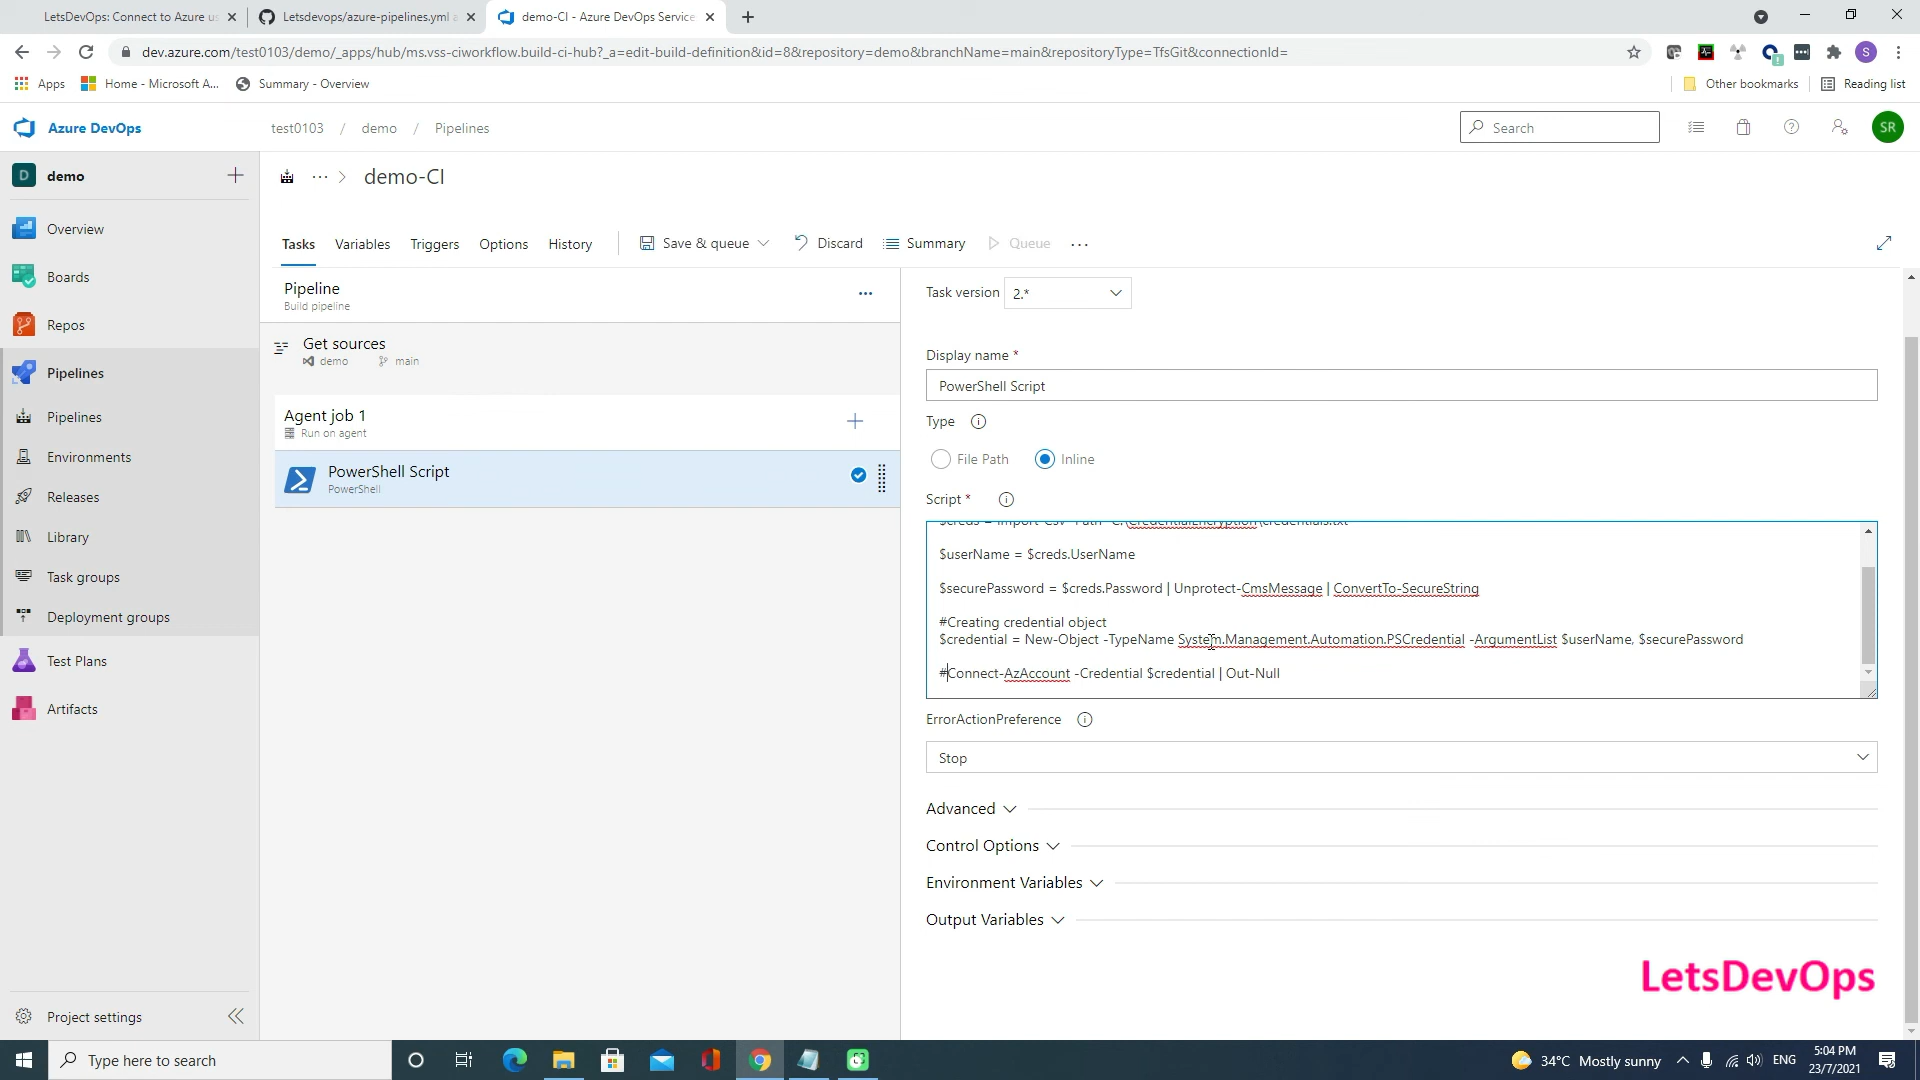 LetsDevOps: Connect to Azure us
Letsdevops/azure-pipelines.yml a
demo-CI - Azure DevOps Service
dev.azure.com/test0103/demo/_apps/hub/ms.vss-ciworkflow.build-ci-hub?_a=edit-build-definition&id=8&repository=demo&branchName=main&repositoryType=TfsGit&connectionId=
S
Apps
Home - Microsoft A...
Summary - Overview
Other bookmarks
Reading list
Azure DevOps
test0103 / demo / Pipelines
Search
SR
D
demo
demo-CI
Overview
Boards
Repos
Pipelines
Pipelines
Environments
Releases
Library
Task groups
Deployment groups
Test Plans
Artifacts
Project settings
Tasks
Variables
Triggers
Options
History
Save & queue
Discard
Summary
Queue
Pipeline
Build pipeline
Get sources
demo
main
Agent job 1
Run on agent
PowerShell Script
PowerShell
Task version
2.*
Display name *
PowerShell Script
Type
File Path
Inline
Script *
$creds = Import-Csv -Path C:\CredentialEncryption\credentials.txt
$userName = $creds.UserName
$securePassword = $creds.Password | Unprotect-CmsMessage | ConvertTo-SecureString
#Creating credential object
$credential = New-Object -TypeName System.Management.Automation.PSCredential -ArgumentList $userName, $securePassword
#Connect-AzAccount -Credential $credential | Out-Null
ErrorActionPreference
Stop
Advanced
Control Options
Environment Variables
Output Variables
LetsDevOps
Type here to search
34°C Mostly sunny
ENG
5:04 PM
23/7/2021